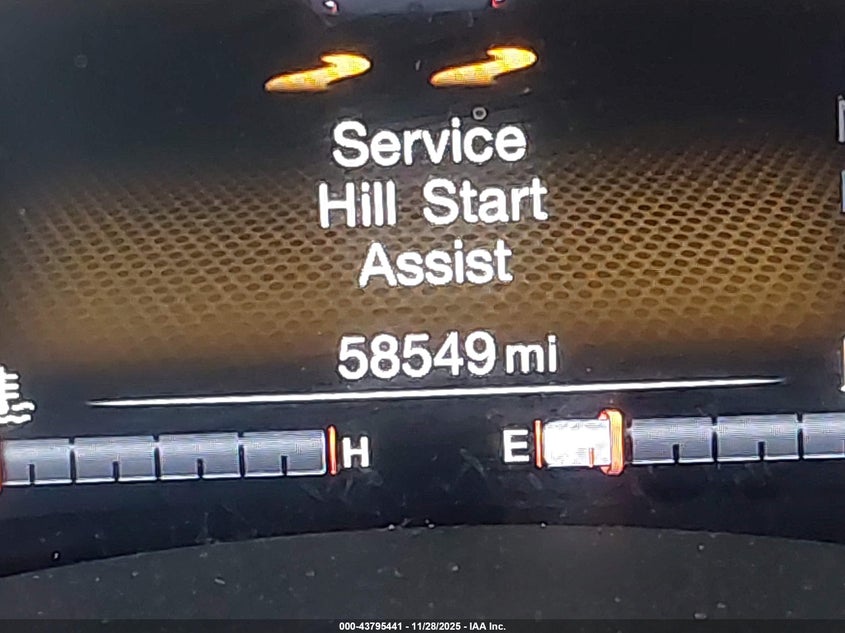 Service
Hill Start
Assist
58549 mi
H E
000-43795441 - 11/28/2025 - IAA Inc.